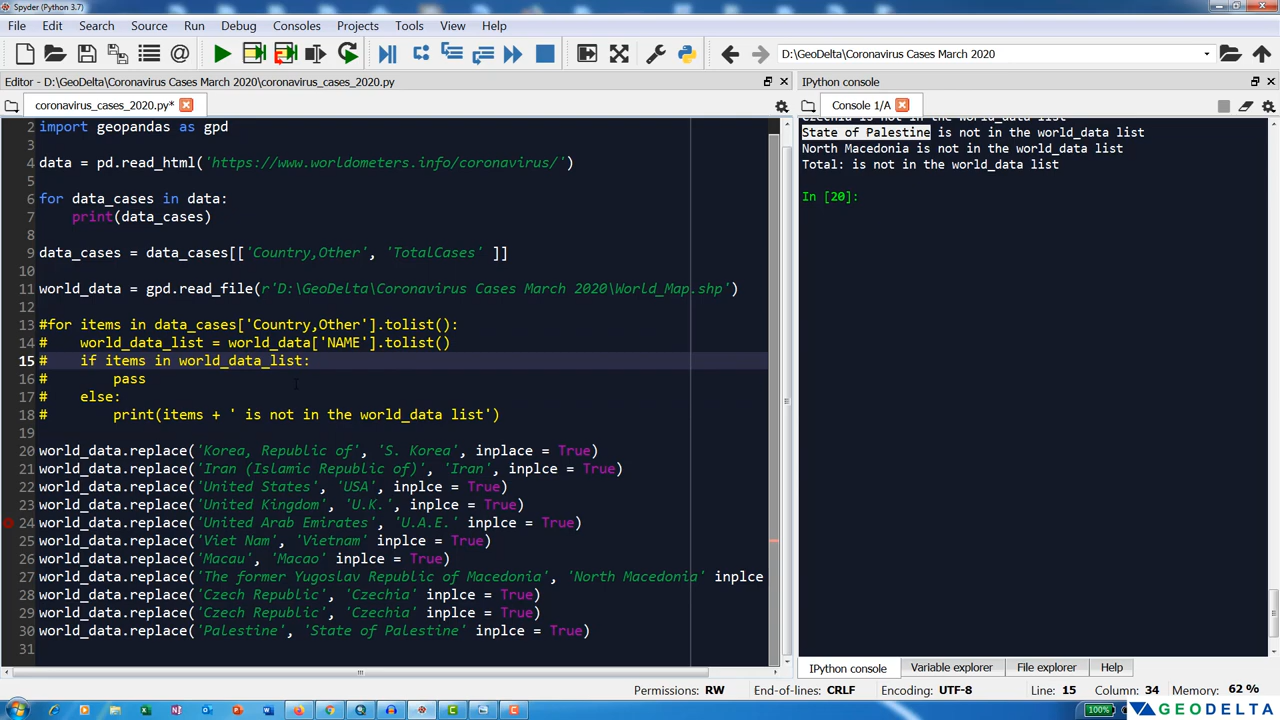 Spyder (Python 3.7)
File Edit Search Source Run Debug Consoles Projects Tools View Help
D:\GeoDelta\Coronavirus Cases March 2020
Editor - D:\GeoDelta\Coronavirus Cases March 2020\coronavirus_cases_2020.py
IPython console
coronavirus_cases_2020.py*
Console 1/A
2 import geopandas as gpd
3
4 data = pd.read_html('https://www.worldometers.info/coronavirus/')
5
6 for data_cases in data:
7 print(data_cases)
8
9 data_cases = data_cases[['Country,Other', 'TotalCases' ]]
10
11 world_data = gpd.read_file(r'D:\GeoDelta\Coronavirus Cases March 2020\World_Map.shp')
12
13 #for items in data_cases['Country,Other'].tolist():
14 # world_data_list = world_data['NAME'].tolist()
15 # if items in world_data_list:
16 # pass
17 # else:
18 # print(items + ' is not in the world_data list')
19
20 world_data.replace('Korea, Republic of', 'S. Korea', inplace = True)
21 world_data.replace('Iran (Islamic Republic of)', 'Iran', inplce = True)
22 world_data.replace('United States', 'USA', inplce = True)
23 world_data.replace('United Kingdom', 'U.K.', inplce = True)
24 world_data.replace('United Arab Emirates', 'U.A.E.' inplce = True)
25 world_data.replace('Viet Nam', 'Vietnam' inplce = True)
26 world_data.replace('Macau', 'Macao' inplce = True)
27 world_data.replace('The former Yugoslav Republic of Macedonia', 'North Macedonia' inplce
28 world_data.replace('Czech Republic', 'Czechia' inplce = True)
29 world_data.replace('Czech Republic', 'Czechia' inplce = True)
30 world_data.replace('Palestine', 'State of Palestine' inplce = True)
31
Czechia is not in the world_data list
State of Palestine is not in the world_data list
North Macedonia is not in the world_data list
Total: is not in the world_data list
In [20]:
IPython console Variable explorer File explorer Help
Permissions: RW End-of-lines: CRLF Encoding: UTF-8 Line: 15 Column: 34 Memory: 62 %
100%
GEODELTA